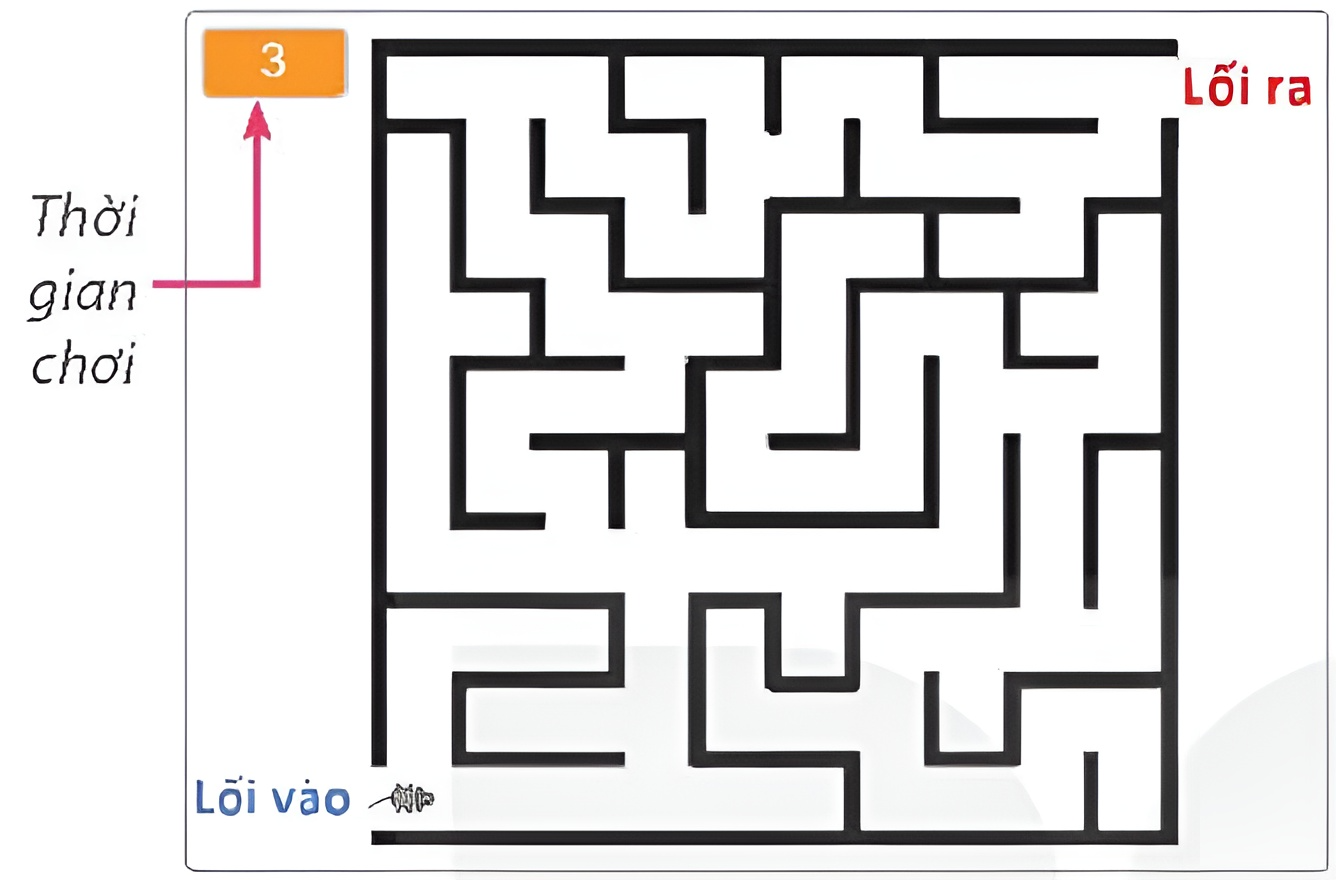 3
Lối ra
Thời
gian
chơi
Lối vào